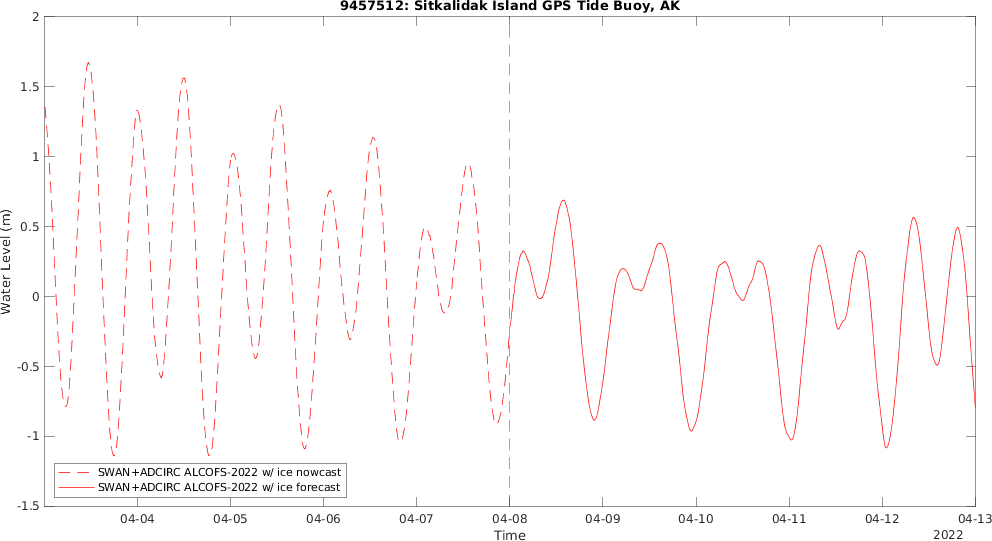 9457512: Sitkalidak Island GPS Tide Buoy, AK
2
1.5
1
0.5
0
-0.5
-1
-1.5
Water Level (m)
SWAN+ADCIRC ALCOFS-2022 w/ ice nowcast
SWAN+ADCIRC ALCOFS-2022 w/ ice forecast
04-04 04-05 04-06 04-07 04-08 04-09 04-10 04-11 04-12 04-13
Time
2022